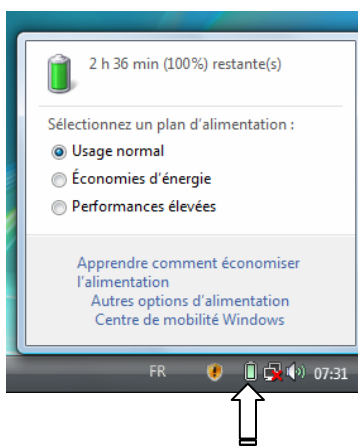 2 h 36 min (100%) restante(s)
Sélectionnez un plan d'alimentation :
Usage normal
Économies d'énergie
Performances élevées
Apprendre comment économiser
l'alimentation
Autres options d'alimentation
Centre de mobilité Windows
FR 07:31